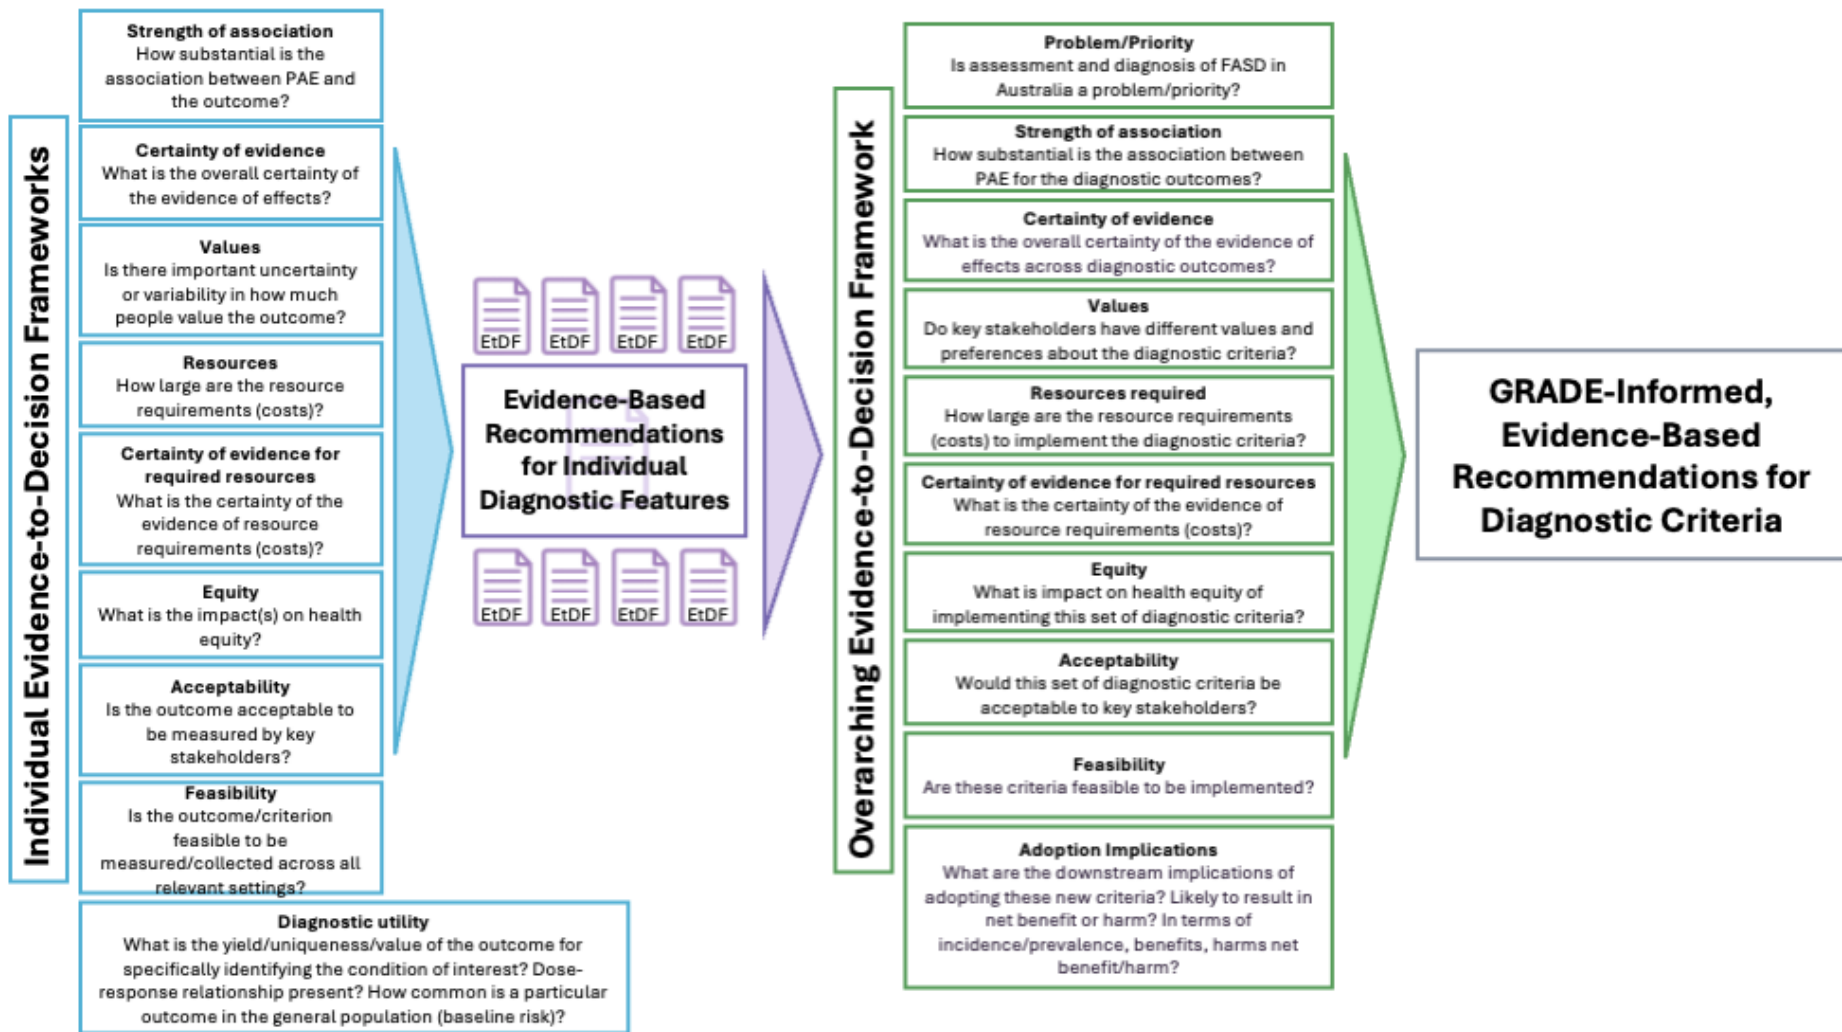 Individual Evidence-to-Decision Frameworks
Strength of association
How substantial is the
association between PAE and
the outcome?
Certainty of evidence
What is the overall certainty of
the evidence of effects?
Values
Is there important uncertainty
or variability in how much
people value the outcome?
Resources
How large are the resource
requirements (costs)?
Certainty of evidence for
required resources
What is the certainty of the
evidence of resource
requirements (costs)?
Equity
What is the impact(s) on health
equity?
Acceptability
Is the outcome acceptable to
be measured by key
stakeholders?
Feasibility
Is the outcome/criterion
feasible to be
measured/collected across all
relevant settings?
Diagnostic utility
What is the yield/uniqueness/value of the outcome for
specifically identifying the condition of interest? Dose-
response relationship present? How common is a particular
outcome in the general population (baseline risk)?
EtDF EtDF EtDF EtDF
Evidence-Based
Recommendations
for Individual
Diagnostic Features
EtDF EtDF EtDF EtDF
Overarching Evidence-to-Decision Framework
Problem/Priority
Is assessment and diagnosis of FASD in
Australia a problem/priority?
Strength of association
How substantial is the association between
PAE for the diagnostic outcomes?
Certainty of evidence
What is the overall certainty of the evidence of
effects across diagnostic outcomes?
Values
Do key stakeholders have different values and
preferences about the diagnostic criteria?
Resources required
How large are the resource requirements
(costs) to implement the diagnostic criteria?
Certainty of evidence for required resources
What is the certainty of the evidence of
resource requirements (costs)?
Equity
What is impact on health equity of
implementing this set of diagnostic criteria?
Acceptability
Would this set of diagnostic criteria be
acceptable to key stakeholders?
Feasibility
Are these criteria feasible to be implemented?
Adoption Implications
What are the downstream implications of
adopting these new criteria? Likely to result in
net benefit or harm? In terms of
incidence/prevalence, benefits, harms net
benefit/harm?
GRADE-Informed,
Evidence-Based
Recommendations for
Diagnostic Criteria